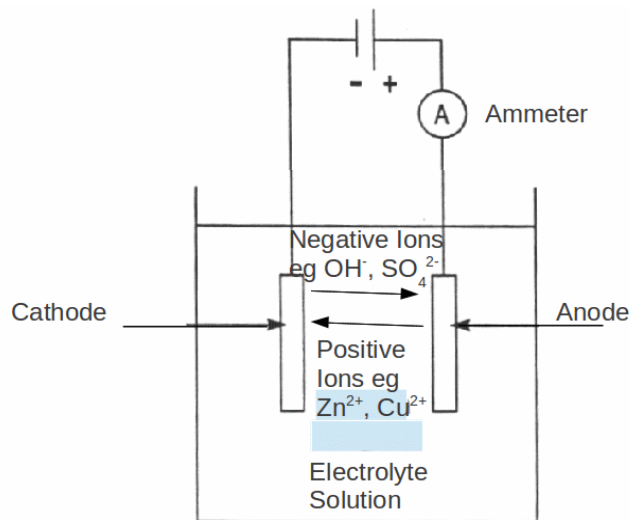 - +
A
Ammeter
Negative Ions
eg OH⁻, SO₄²⁻
Cathode
Anode
Positive
Ions eg
Zn²⁺, Cu²⁺
Electrolyte
Solution